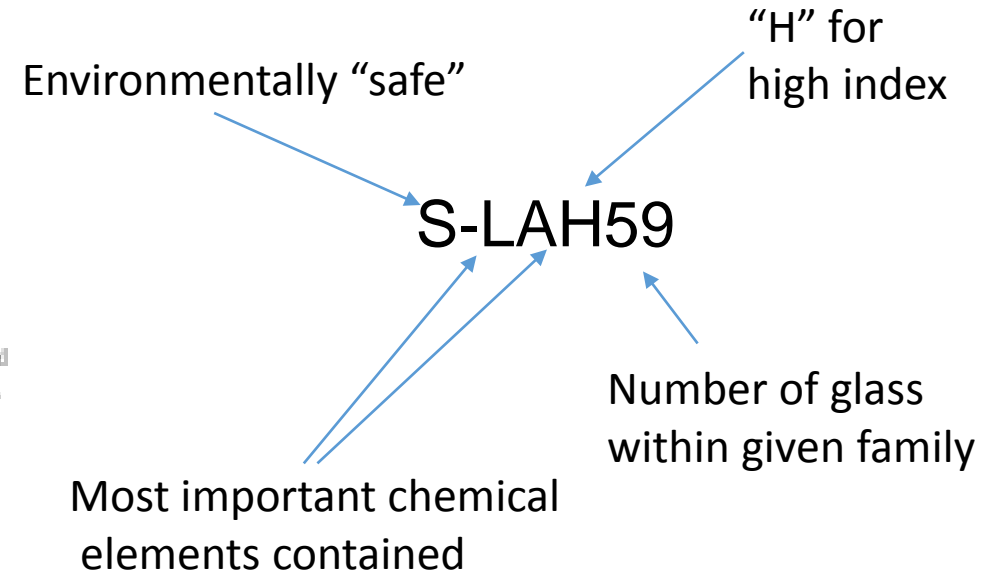 “H” for
high index
Environmentally “safe”
S-LAH59
Number of glass
within given family
Most important chemical
elements contained